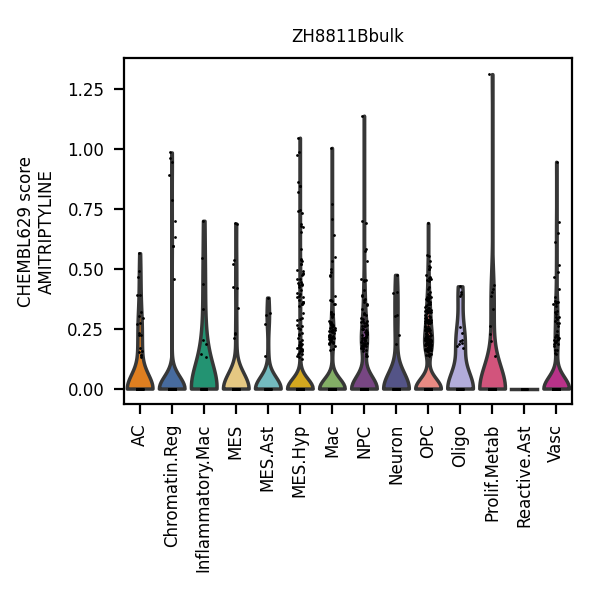 ZH8811Bbulk
CHEMBL629 score
AMITRIPTYLINE
1.25
1.00
0.75
0.50
0.25
0.00
AC
Chromatin.Reg
Inflammatory.Mac
MES
MES.Ast
MES.Hyp
Mac
NPC
Neuron
OPC
Oligo
Prolif.Metab
Reactive.Ast
Vasc